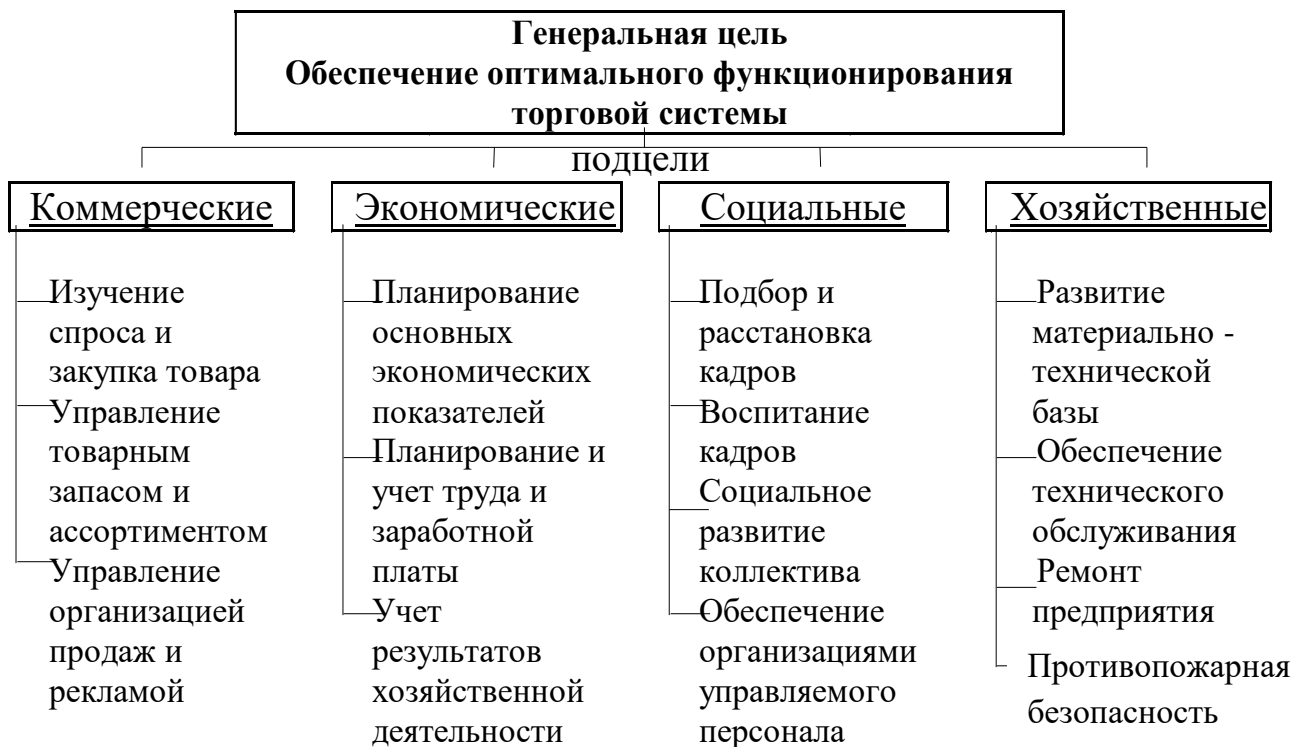 Генеральная цель
Обеспечение оптимального функционирования
торговой системы
подцели
Коммерческие
Изучение
спроса и
закупка товара
Управление
товарным
запасом и
ассортиментом
Управление
организацией
продаж и
рекламой
Экономические
Планирование
основных
экономических
показателей
Планирование и
учет труда и
заработной
платы
Учет
результатов
хозяйственной
деятельности
Социальные
Подбор и
расстановка
кадров
Воспитание
кадров
Социальное
развитие
коллектива
Обеспечение
организациями
управляемого
персонала
Хозяйственные
Развитие
материально -
технической
базы
Обеспечение
технического
обслуживания
Ремонт
предприятия
Противопожарная
безопасность